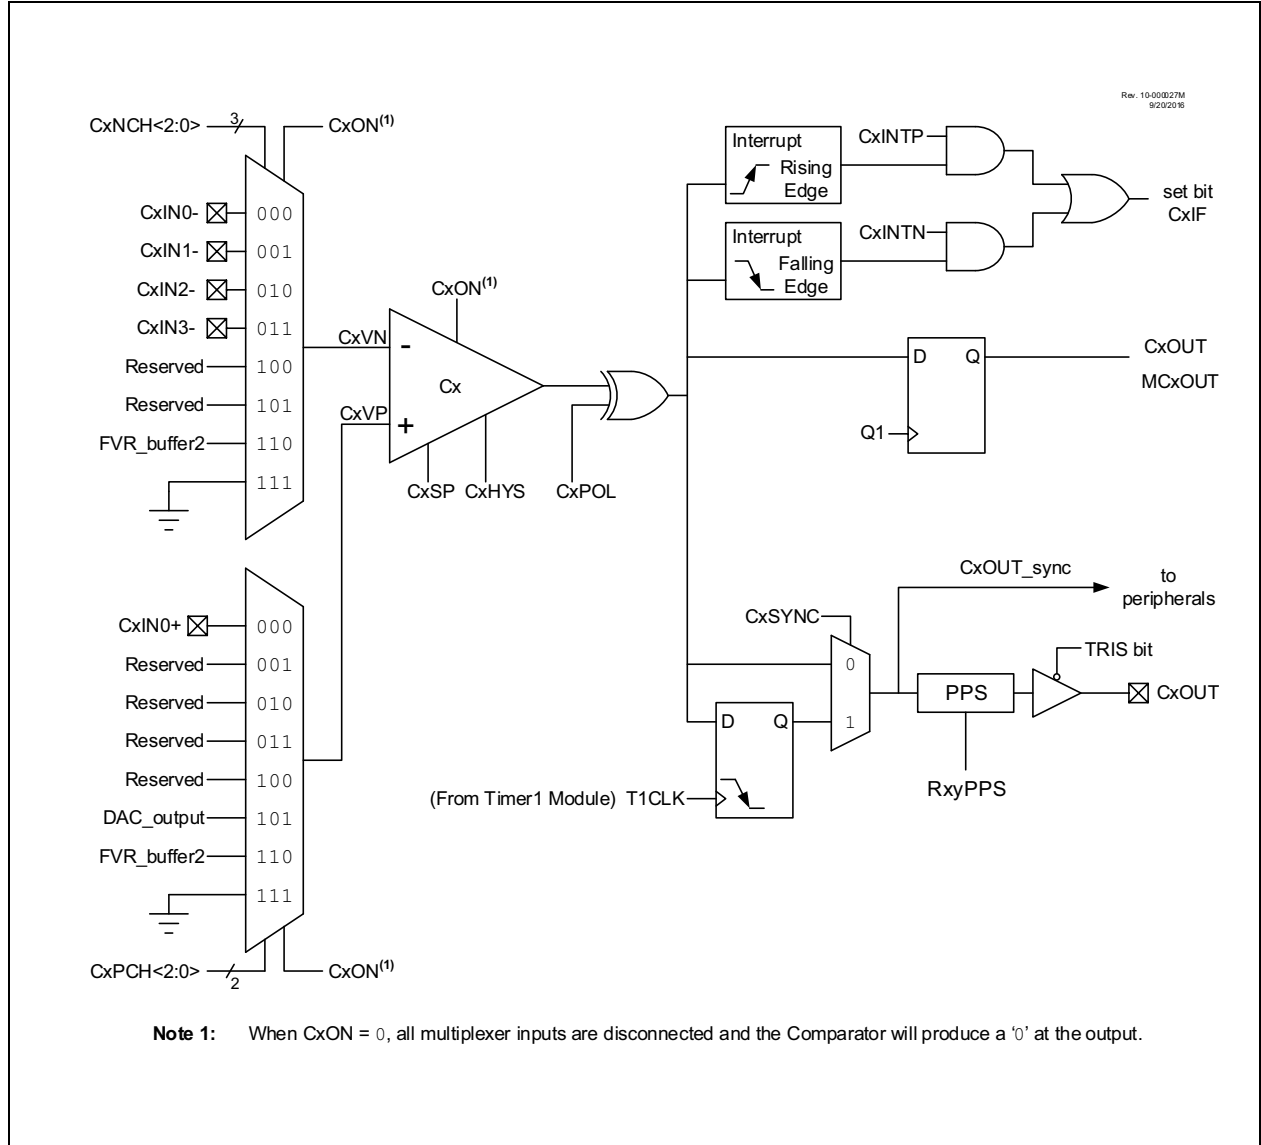 Rev. 10-000027M
9/20/2016
CxNCH<2:0>
3
CxON(1)
CxIN0-
000
CxIN1-
001
CxIN2-
010
CxIN3-
011
Reserved
100
Reserved
101
FVR_buffer2
110
111
CxVN
CxVP
CxON(1)
-
Cx
+
CxSP
CxHYS
CxPOL
Interrupt
Rising
Edge
CxINTP
Interrupt
Falling
Edge
CxINTN
set bit
CxIF
D
Q
Q1
CxOUT
MCxOUT
CxIN0+
000
Reserved
001
Reserved
010
Reserved
011
Reserved
100
DAC_output
101
FVR_buffer2
110
111
CxPCH<2:0>
2
CxON(1)
CxOUT_sync
to
peripherals
CxSYNC
0
1
D
Q
(From Timer1 Module) T1CLK
PPS
RxyPPS
TRIS bit
CxOUT
Note 1: When CxON = 0, all multiplexer inputs are disconnected and the Comparator will produce a ‘0’ at the output.